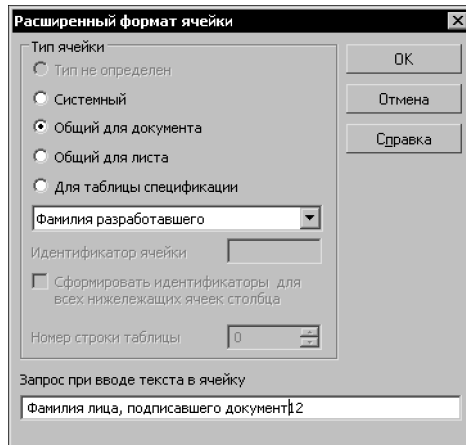 Расширенный формат ячейки
Тип ячейки
Тип не определен
Системный
Общий для документа
Общий для листа
Для таблицы спецификации
Фамилия разработавшего
Идентификатор ячейки
Сформировать идентификаторы для
всех нижележащих ячеек столбца
Номер строки таблицы 0
OK
Отмена
Справка
Запрос при вводе текста в ячейку
Фамилия лица, подписавшего документ12